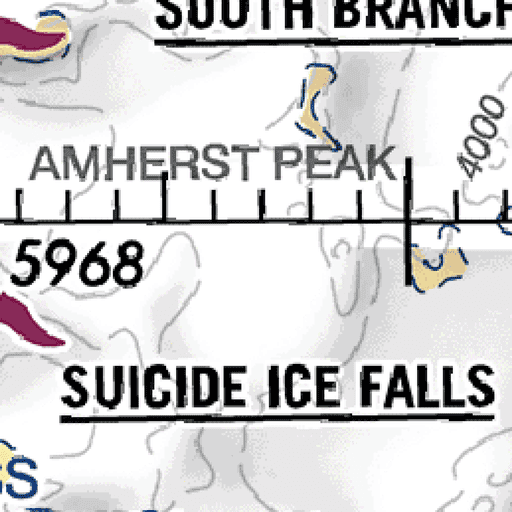 SOUTH BRANCH
4000
AMHERST PEAK
5968
SUICIDE ICE FALLS